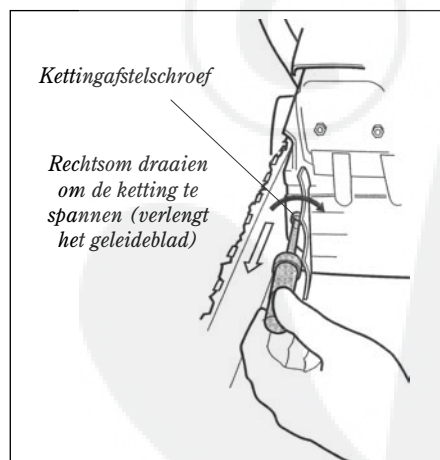 Kettingafstelschroef
Rechtsom draaien
om de ketting te
spannen (verlengt
het geleideblad)